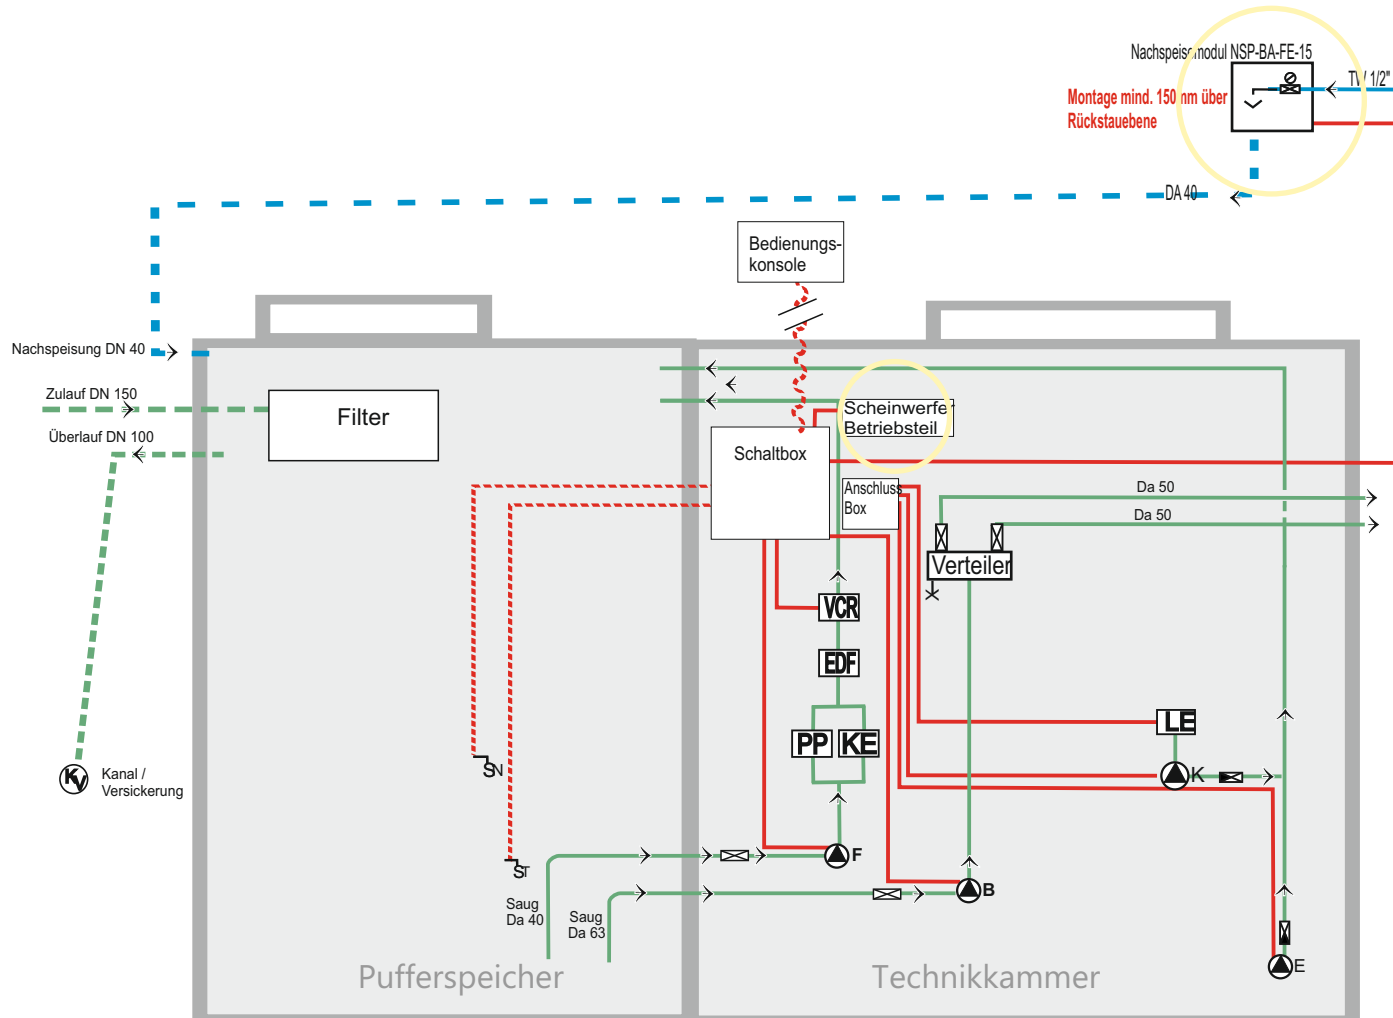 Nachspeisemodul NSP-BA-FE-15
TW 1/2"
Montage mind. 150mm über
Rückstauebene
DA 40
Bedienungs-
konsole
Nachspeisung DN 40
Zulauf DN 150
Filter
Überlauf DN 100
Scheinwerfer
Betriebsteil
Schaltbox
Anschluss
Box
Da 50
Da 50
Verteiler
VCR
EDF
PP
KE
LE
K
KV
Kanal /
Versickerung
SN
ST
F
B
Saug
Da 40
Saug
Da 63
E
Pufferspeicher
Technikkammer